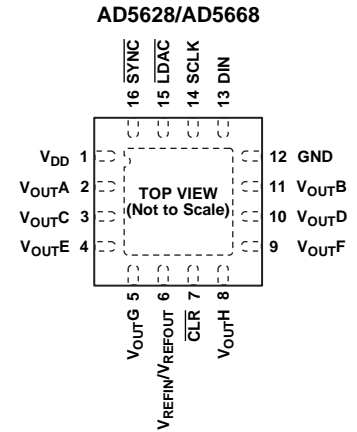 AD5628/AD5668
16 SYNC
15 LDAC
14 SCLK
13 DIN
VDD 1
VOUTA 2
VOUTC 3
VOUTE 4
TOP VIEW
(Not to Scale)
12 GND
11 VOUTB
10 VOUTD
9 VOUTF
VOUTG 5
VREFIN/VREFOUT 6
CLR 7
VOUTH 8